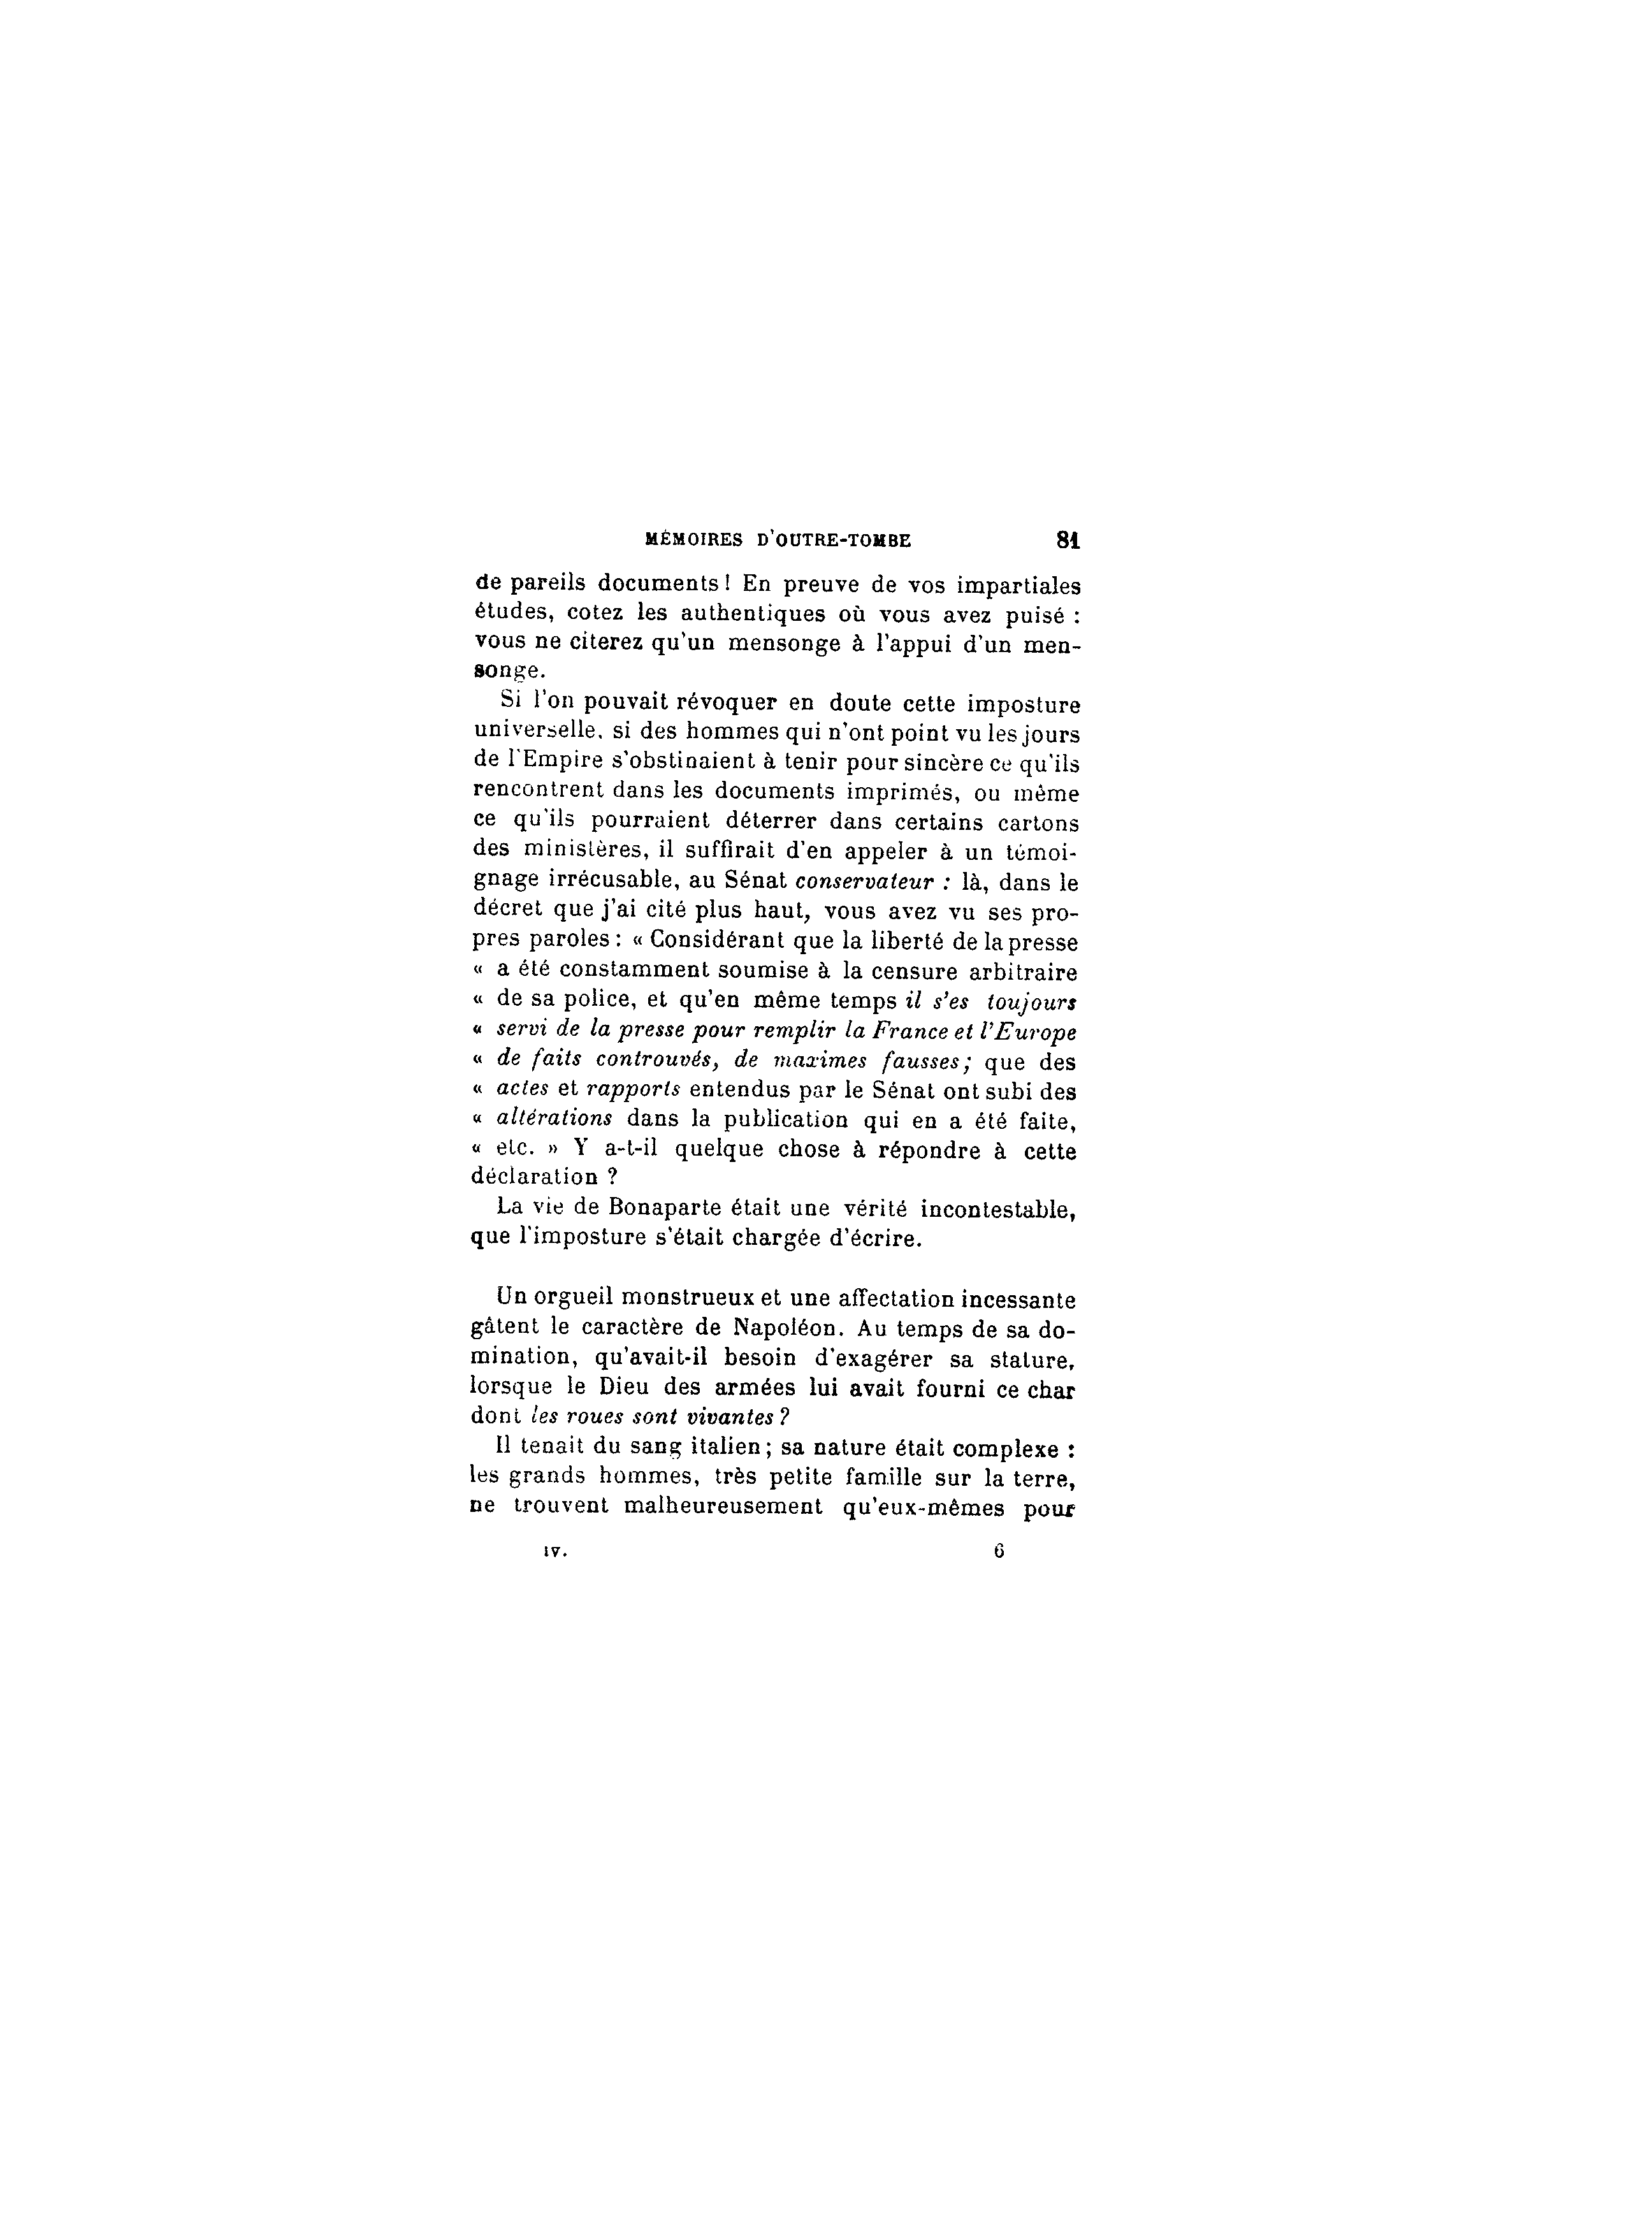 MÉMOIRES D'OUTRE-TOMBE 81
de pareils documents ! En preuve de vos impartiales
études, cotez les authentiques où vous avez puisé :
vous ne citerez qu'un mensonge à l'appui d'un men-
songe.
Si l'on pouvait révoquer en doute cette imposture
universelle, si des hommes qui n'ont point vu les jours
de l'Empire s'obstinaient à tenir pour sincère ce qu'ils
rencontrent dans les documents imprimés, ou même
ce qu'ils pourraient déterrer dans certains cartons
des ministères, il suffirait d'en appeler à un témoi-
gnage irrécusable, au Sénat conservateur : là, dans le
décret que j'ai cité plus haut, vous avez vu ses pro-
pres paroles : « Considérant que la liberté de la presse
« a été constamment soumise à la censure arbitraire
« de sa police, et qu'en même temps il s'es toujours
« servi de la presse pour remplir la France et l'Europe
« de faits controuvés, de maximes fausses ; que des
« actes et rapports entendus par le Sénat ont subi des
« altérations dans la publication qui en a été faite,
« etc. » Y a-t-il quelque chose à répondre à cette
déclaration ?
La vie de Bonaparte était une vérité incontestable,
que l'imposture s'était chargée d'écrire.
Un orgueil monstrueux et une affectation incessante
gâtent le caractère de Napoléon. Au temps de sa do-
mination, qu'avait-il besoin d'exagérer sa stature,
lorsque le Dieu des armées lui avait fourni ce char
dont les roues sont vivantes ?
Il tenait du sang italien ; sa nature était complexe :
les grands hommes, très petite famille sur la terre,
ne trouvent malheureusement qu'eux-mêmes pour
IV. 6